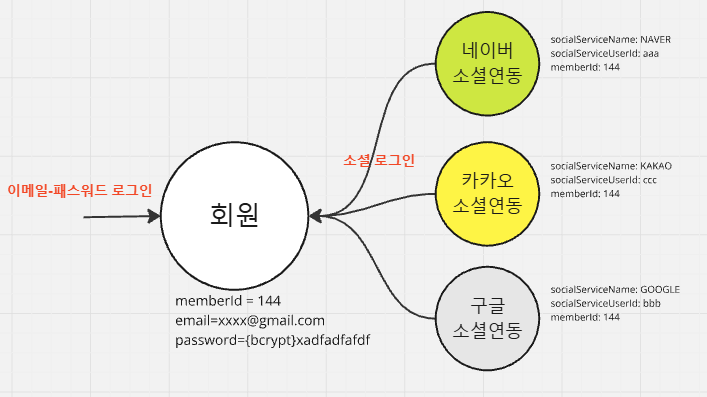 네이버
소셜연동
socialServiceName: NAVER
socialServiceUserId: aaa
memberId: 144
소셜 로그인
이메일-패스워드 로그인
회원
카카오
소셜연동
socialServiceName: KAKAO
socialServiceUserId: ccc
memberId: 144
memberId = 144
email=xxxx@gmail.com
password={bcrypt}xadfadfafdf
구글
소셜연동
socialServiceName: GOOGLE
socialServiceUserId: bbb
memberId: 144